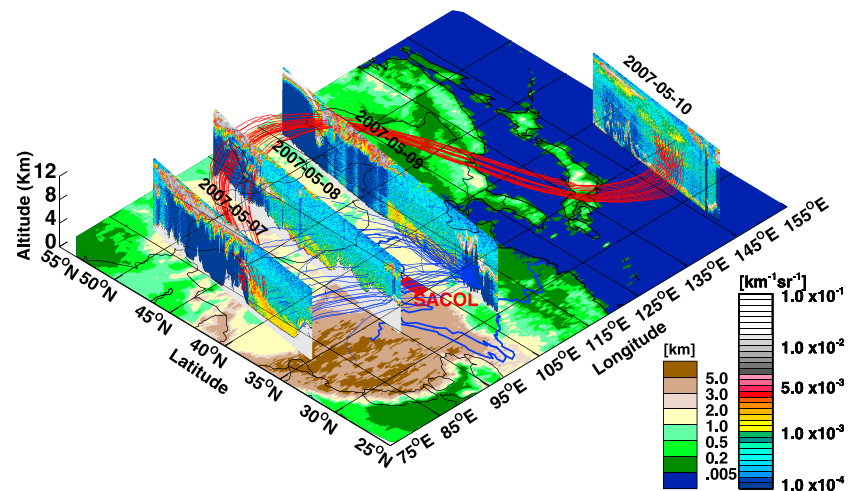 2007-05-10
2007-05-09
2007-05-08
2007-05-07
Altitude (Km)
12
8
4
0
SACOL
55°N
50°N
45°N
40°N
35°N
30°N
25°N
Latitude
75°E
85°E
95°E
105°E
115°E
125°E
135°E
145°E
155°E
Longitude
[km]
5.0
3.0
2.0
1.0
0.5
0.2
.005
[km⁻¹sr⁻¹]
1.0 x10⁻¹
1.0 x10⁻²
5.0 x10⁻³
1.0 x10⁻³
1.0 x10⁻⁴